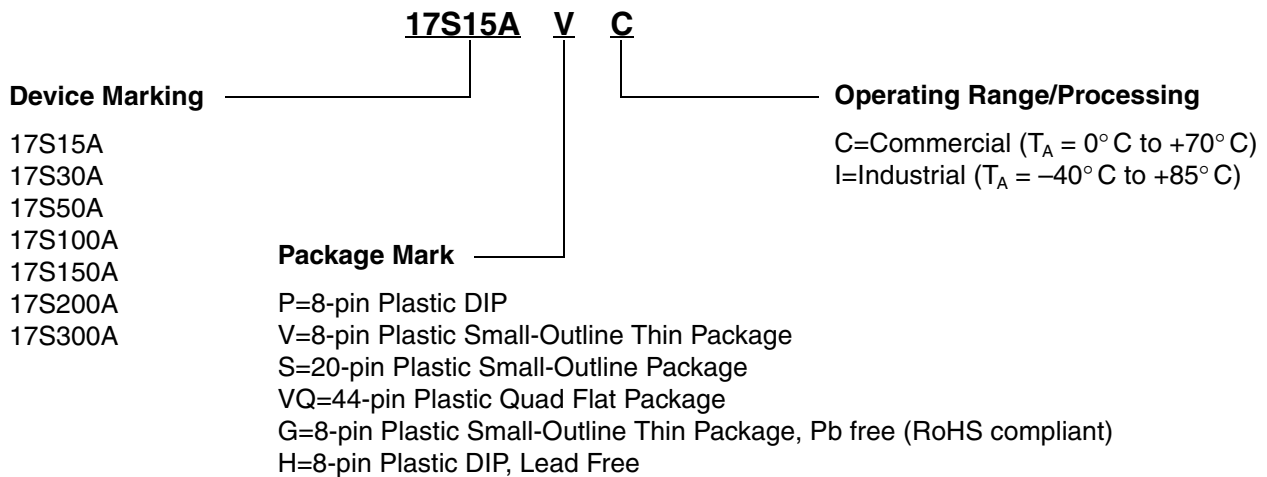 17S15A V C
Device Marking
17S15A
17S30A
17S50A
17S100A
17S150A
17S200A
17S300A
Package Mark
P=8-pin Plastic DIP
V=8-pin Plastic Small-Outline Thin Package
S=20-pin Plastic Small-Outline Package
VQ=44-pin Plastic Quad Flat Package
G=8-pin Plastic Small-Outline Thin Package, Pb free (RoHS compliant)
H=8-pin Plastic DIP, Lead Free
Operating Range/Processing
C=Commercial (TA = 0° C to +70° C)
I=Industrial (TA = –40° C to +85° C)